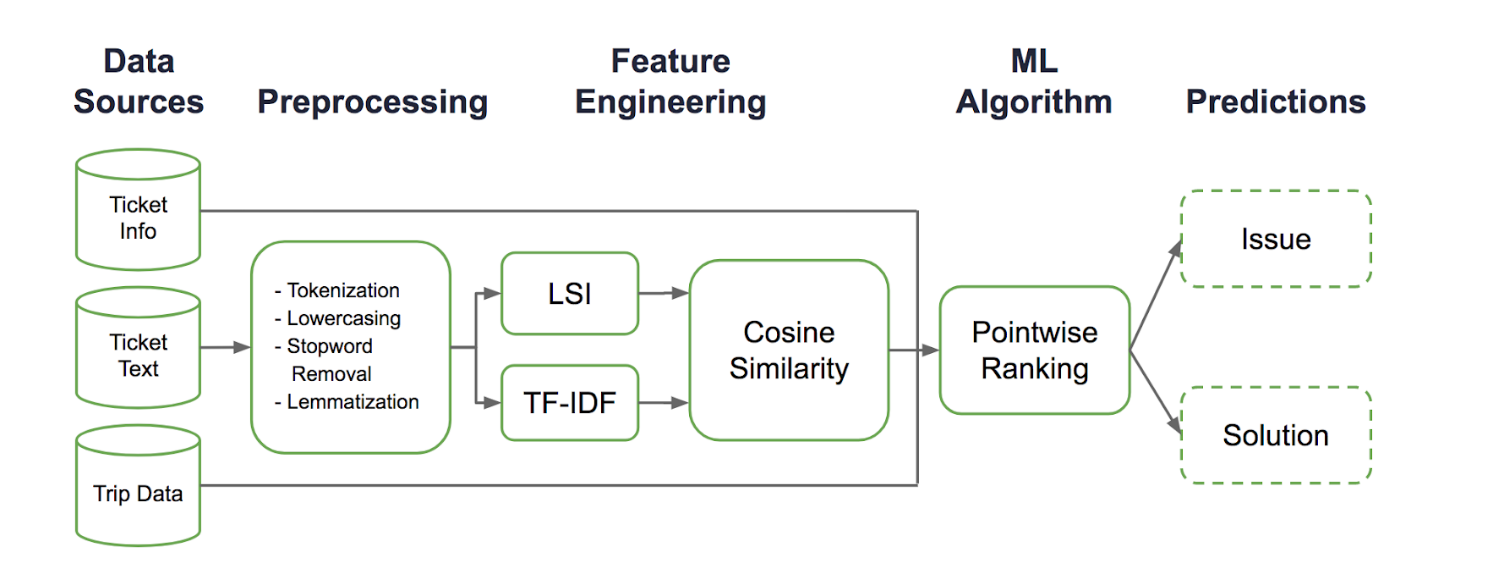 Data
Sources
Preprocessing
Feature
Engineering
ML
Algorithm
Predictions
Ticket
Info
Ticket
Text
Trip Data
- Tokenization
- Lowercasing
- Stopword
Removal
- Lemmatization
LSI
TF-IDF
Cosine
Similarity
Pointwise
Ranking
Issue
Solution